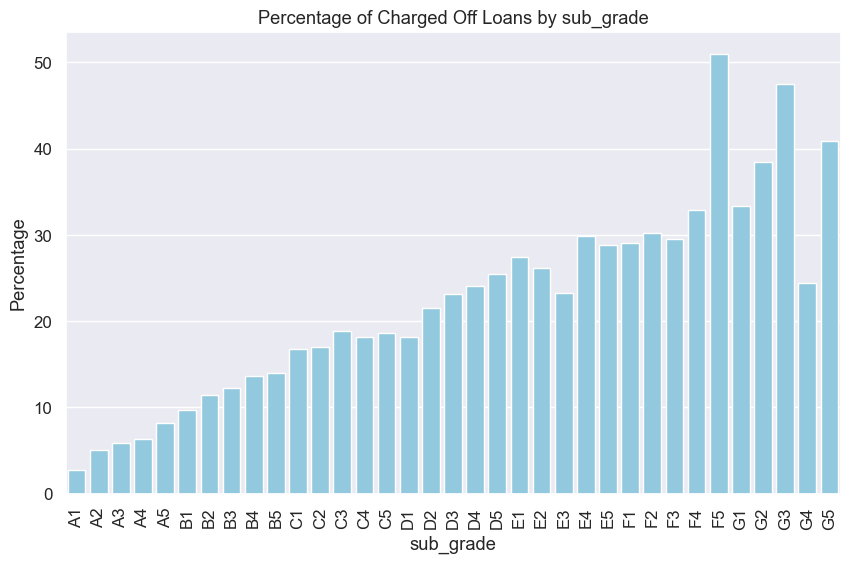 Percentage of Charged Off Loans by sub_grade
Percentage
50
40
30
20
10
0
A1 A2 A3 A4 A5 B1 B2 B3 B4 B5 C1 C2 C3 C4 C5 D1 D2 D3 D4 D5 E1 E2 E3 E4 E5 F1 F2 F3 F4 F5 G1 G2 G3 G4 G5
sub_grade